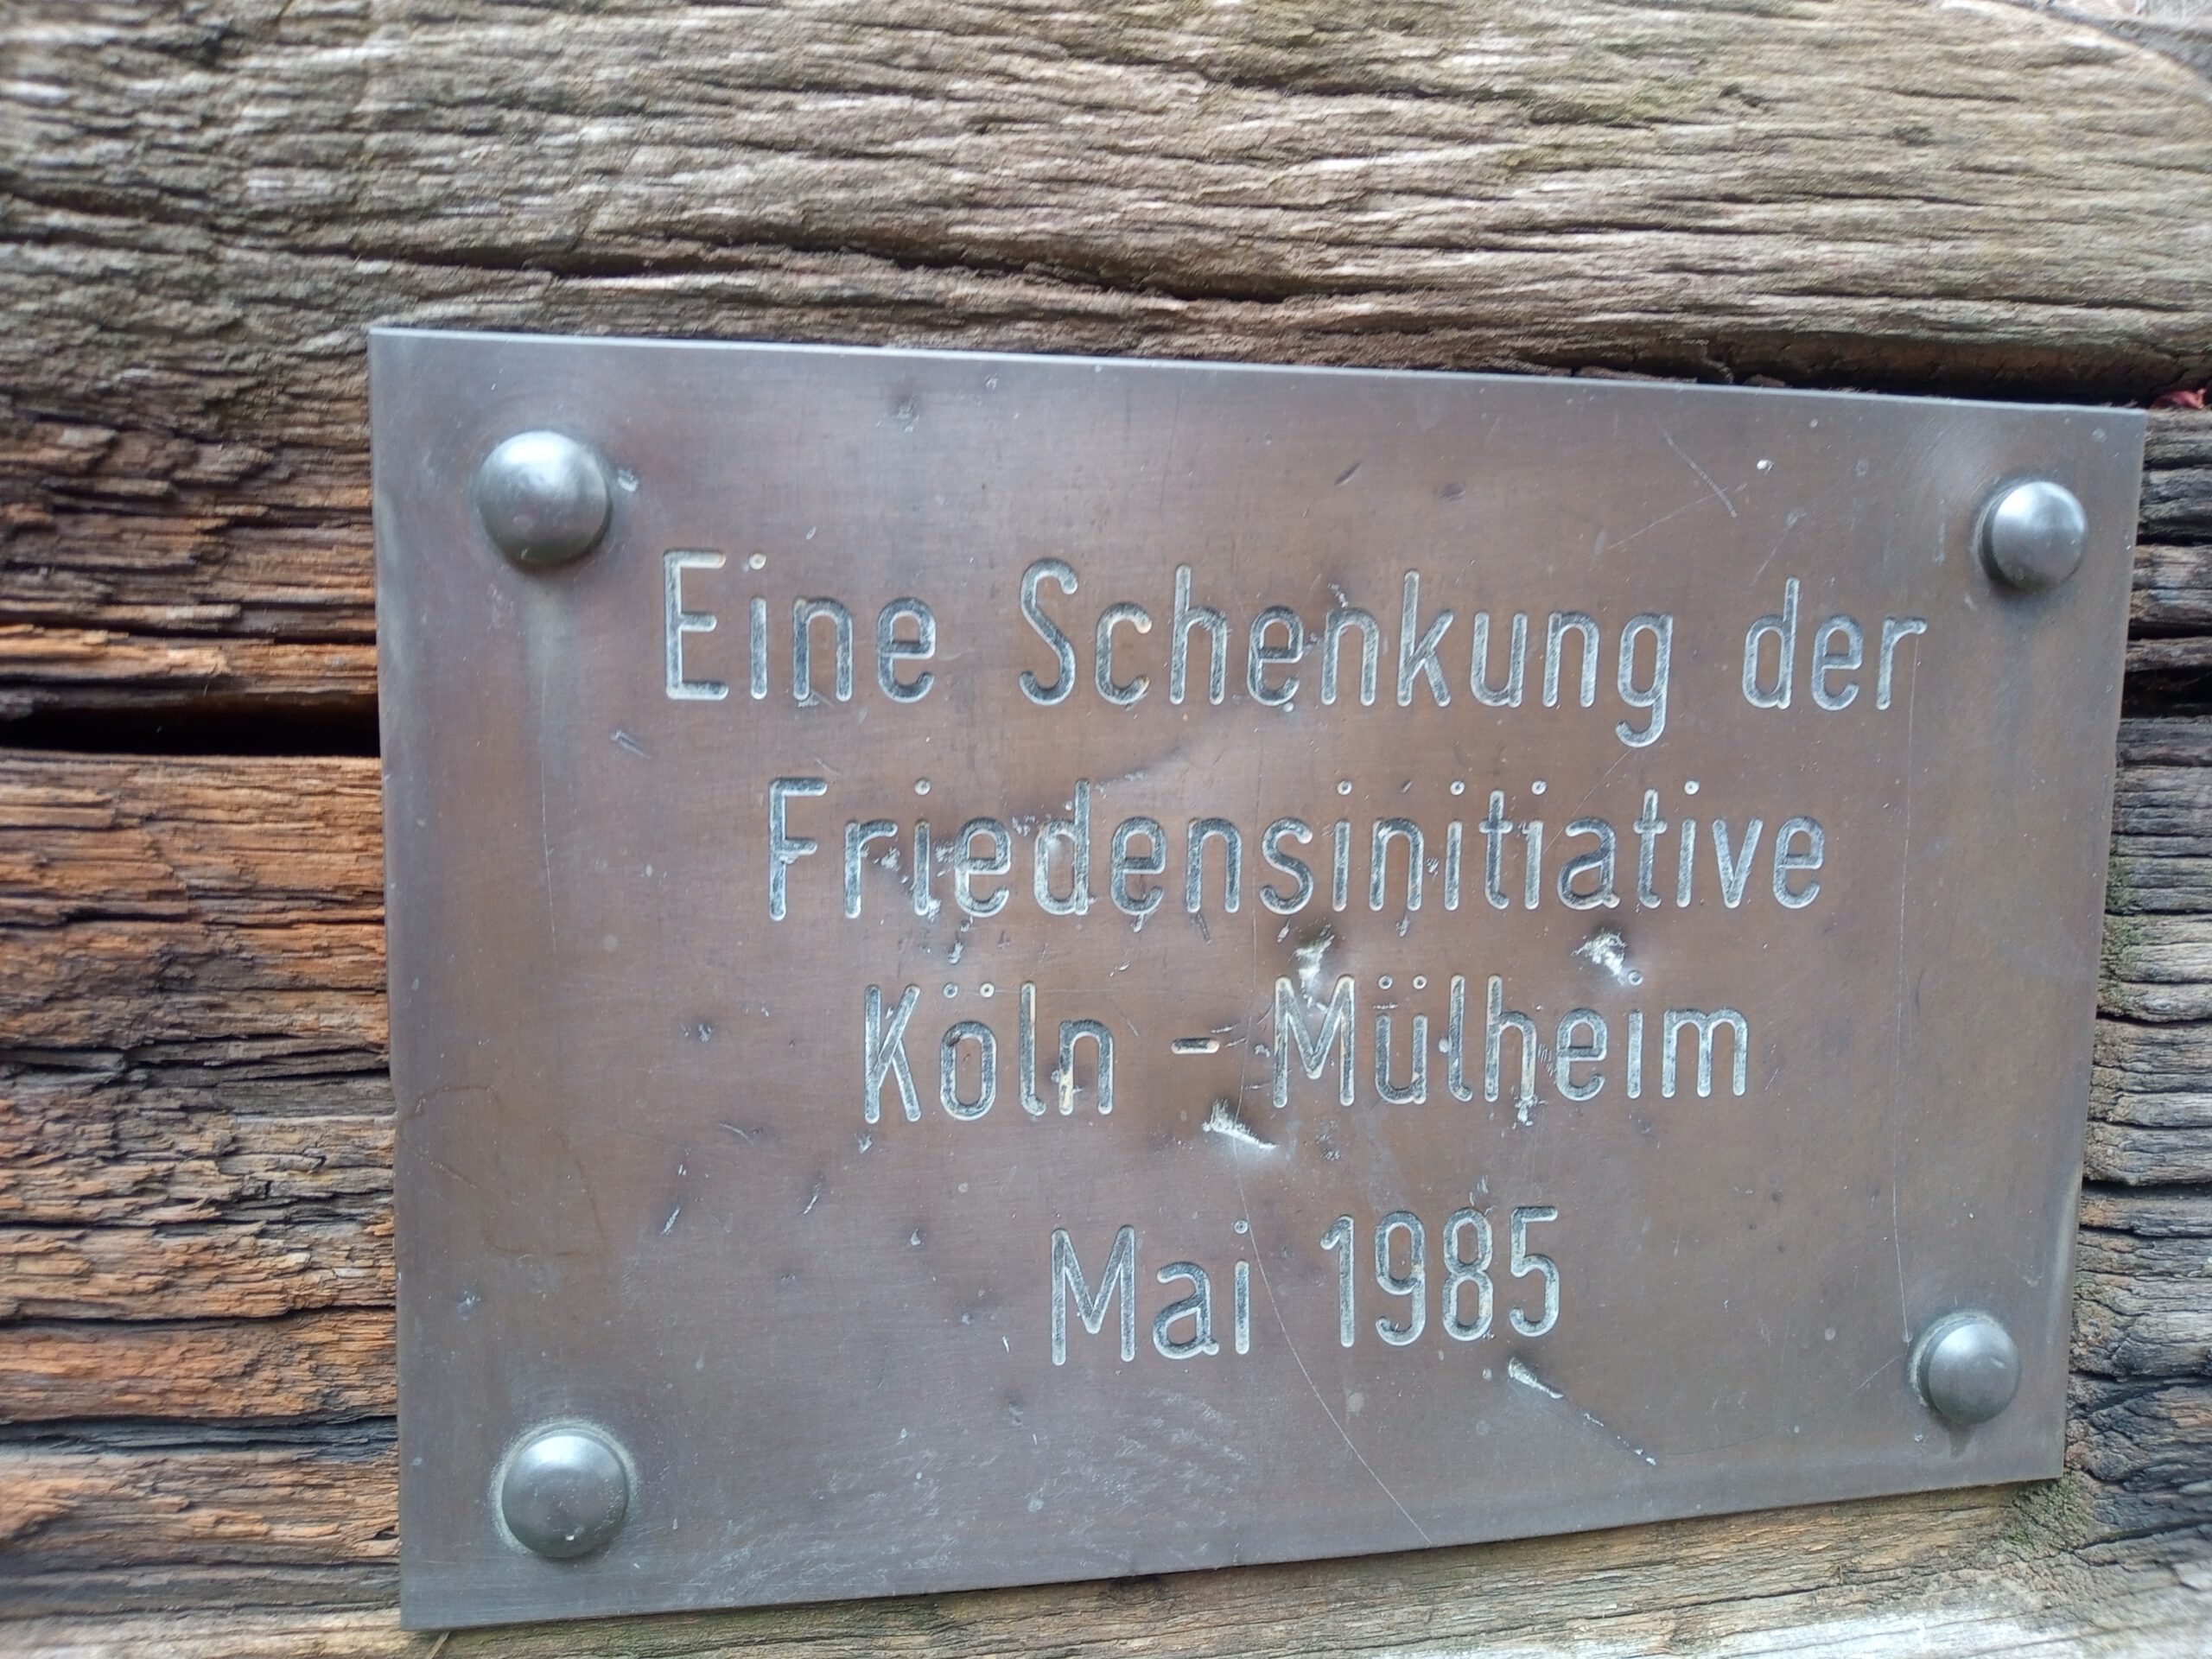 Eine Schenkung der
Friedensinitiative
Köln - Mülheim
Mai 1985